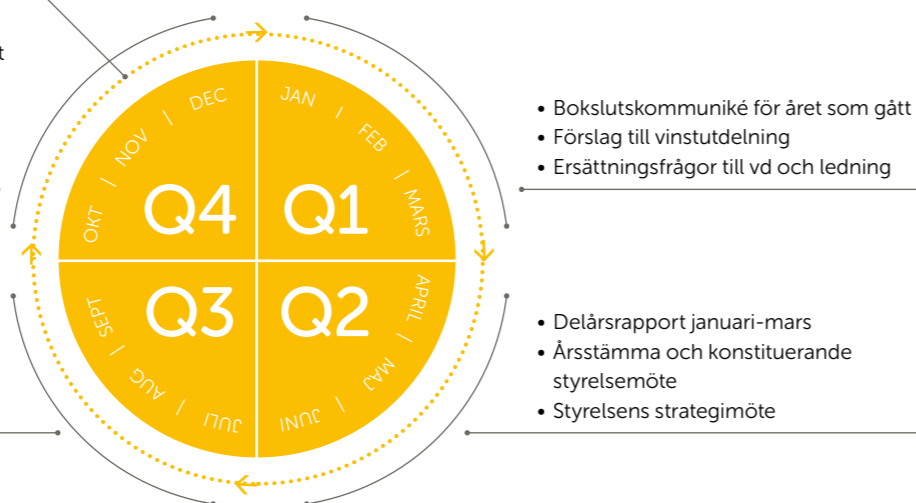 t
DEC
JAN
NOV
FEB
OKT
MARS
Q4
Q1
• Bokslutskommuniké för året som gått
• Förslag till vinstutdelning
• Ersättningsfrågor till vd och ledning
Q3
Q2
SEPT
APRIL
AUG
MAJ
JULI
JUNI
• Delårsrapport januari-mars
• Årsstämma och konstituerande
styrelsemöte
• Styrelsens strategimöte